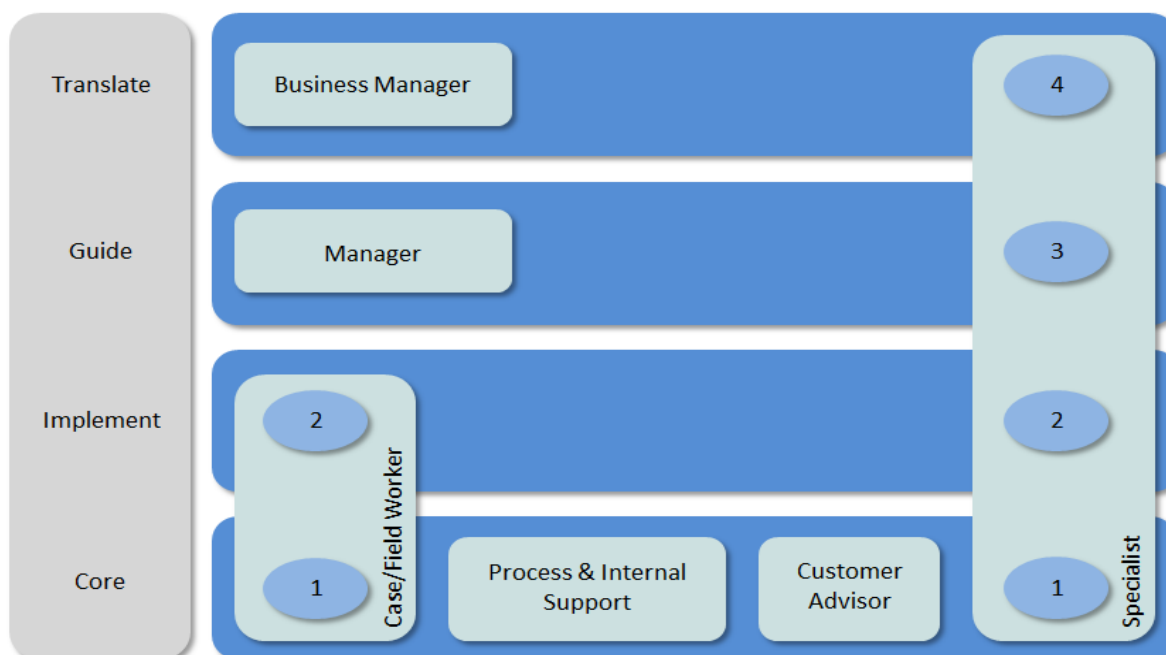 Translate
Business Manager
4
Guide
Manager
3
Implement
2
2
Case/Field Worker
Core
1
Process & Internal
Support
Customer
Advisor
1
Specialist